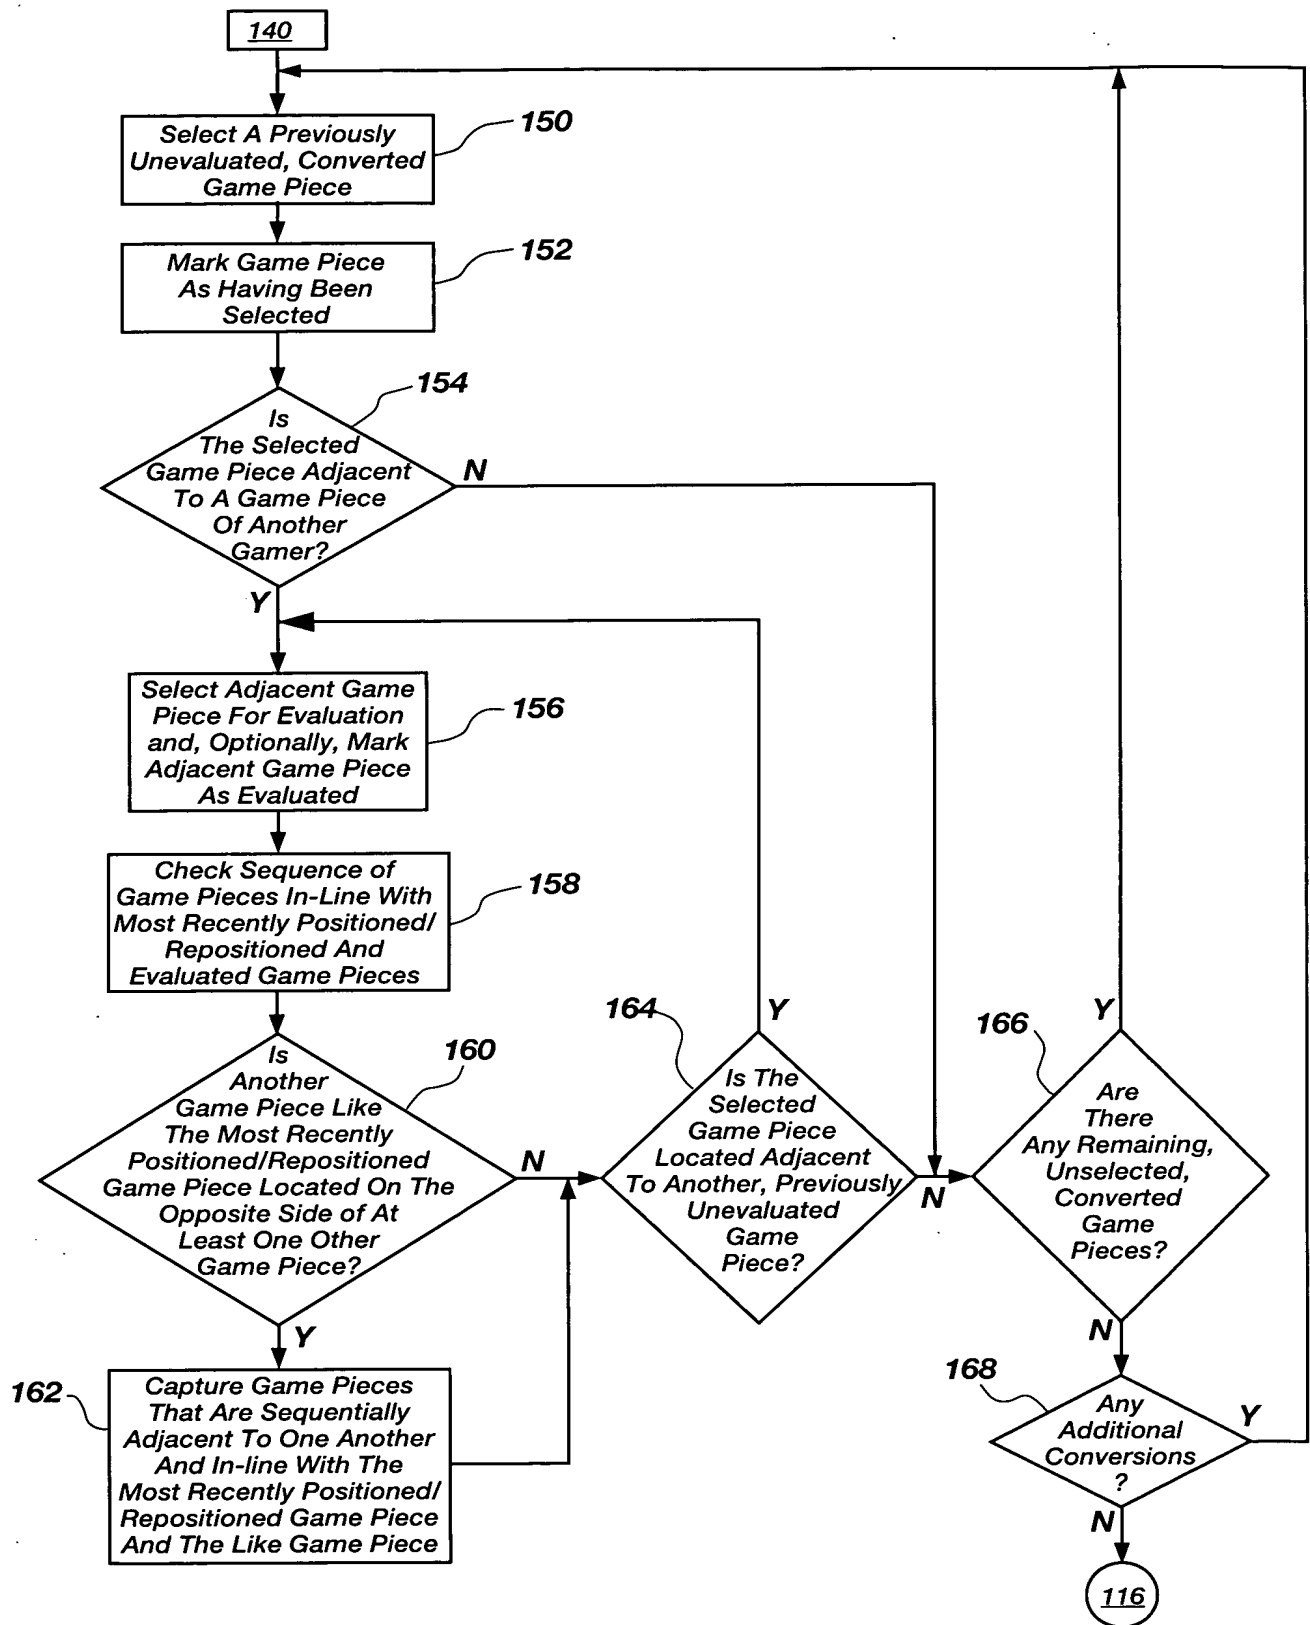 140
Select A Previously
Unevaluated, Converted
Game Piece
150
Mark Game Piece
As Having Been
Selected
152
154
Is
The Selected
Game Piece Adjacent
To A Game Piece
Of Another
Gamer?
N
Y
Select Adjacent Game
Piece For Evaluation
and, Optionally, Mark
Adjacent Game Piece
As Evaluated
156
Check Sequence of
Game Pieces In-Line With
Most Recently Positioned/
Repositioned And
Evaluated Game Pieces
158
Is
Another
Game Piece Like
The Most Recently
Positioned/Repositioned
Game Piece Located On The
Opposite Side of At
Least One Other
Game Piece?
160
N
Y
162
Capture Game Pieces
That Are Sequentially
Adjacent To One Another
And In-line With The
Most Recently Positioned/
Repositioned Game Piece
And The Like Game Piece
164
Y
Is The
Selected
Game Piece
Located Adjacent
To Another, Previously
Unevaluated
Game
Piece?
N
166
Y
Are
There
Any Remaining,
Unselected,
Converted
Game
Pieces?
N
168
Any
Additional
Conversions
?
Y
N
116